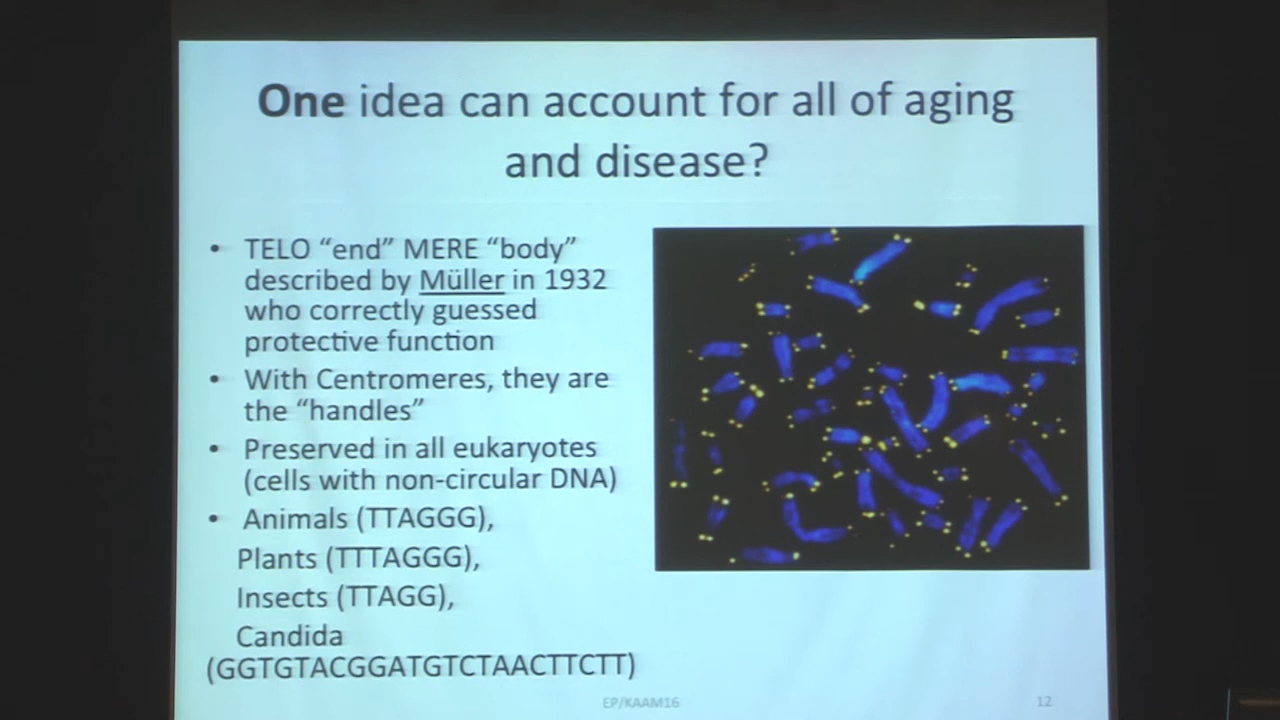 One idea can account for all of aging
and disease?
• TELO “end” MERE “body”
described by Müller in 1932
who correctly guessed
protective function
• With Centromeres, they are
the “handles”
• Preserved in all eukaryotes
(cells with non-circular DNA)
• Animals (TTAGGG),
Plants (TTTAGGG),
Insects (TTAGG),
Candida
(GGTGTACGGATGTCTAACTTCTT)
EP/KAAM16
12